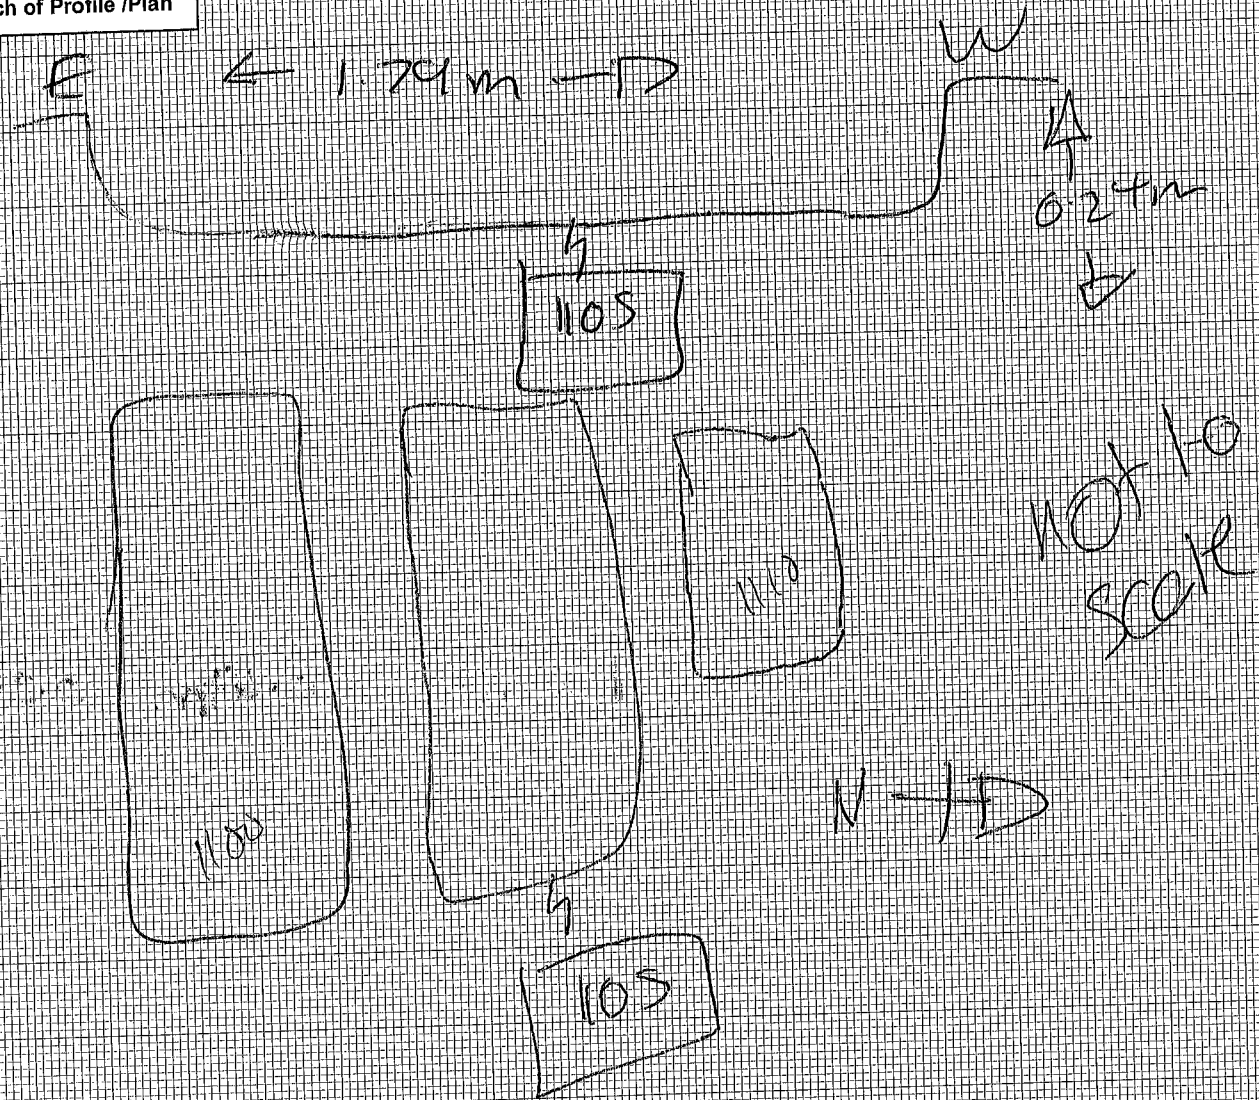 ch of Profile /Plan
E ← 1.79m → W
0.24m
1105
1110
Not to
scale
1100
N →
1105